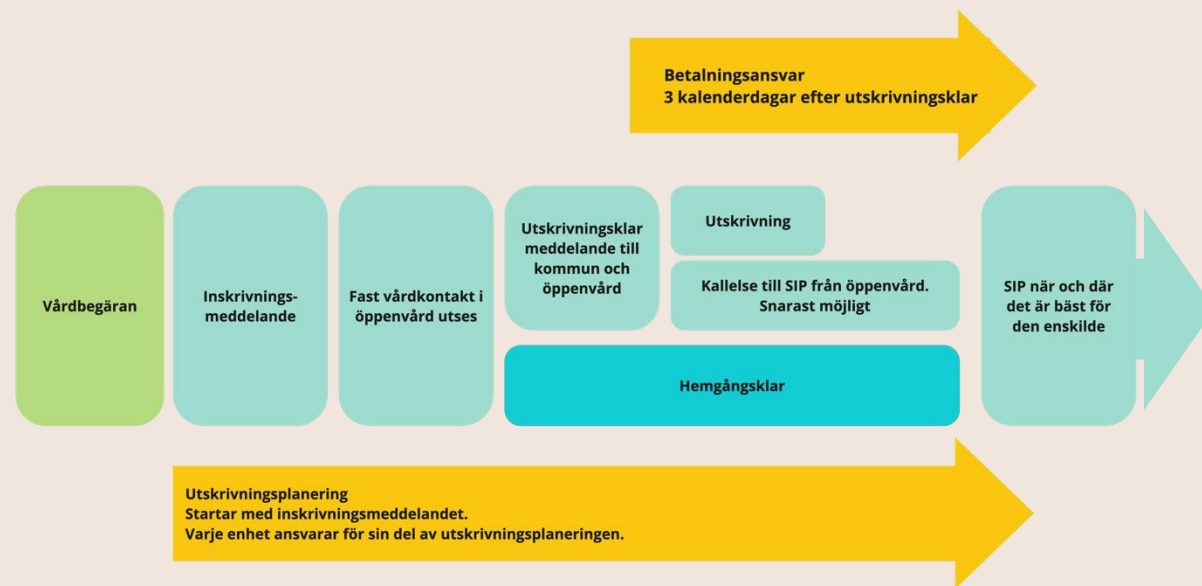 Betalningsansvar
3 kalenderdagar efter utskrivningsklar
Vårdbegäran
Inskrivnings-
meddelande
Fast vårdkontakt i
öppenvård utses
Utskrivningsklar
meddelande till
kommun och
öppenvård
Utskrivning
Kallelse till SIP från öppenvård.
Snarast möjligt
Hemgångsklar
SIP när och där
det är bäst för
den enskilde
Utskrivningsplanering
Startar med inskrivningsmeddelandet.
Varje enhet ansvarar för sin del av utskrivningsplaneringen.